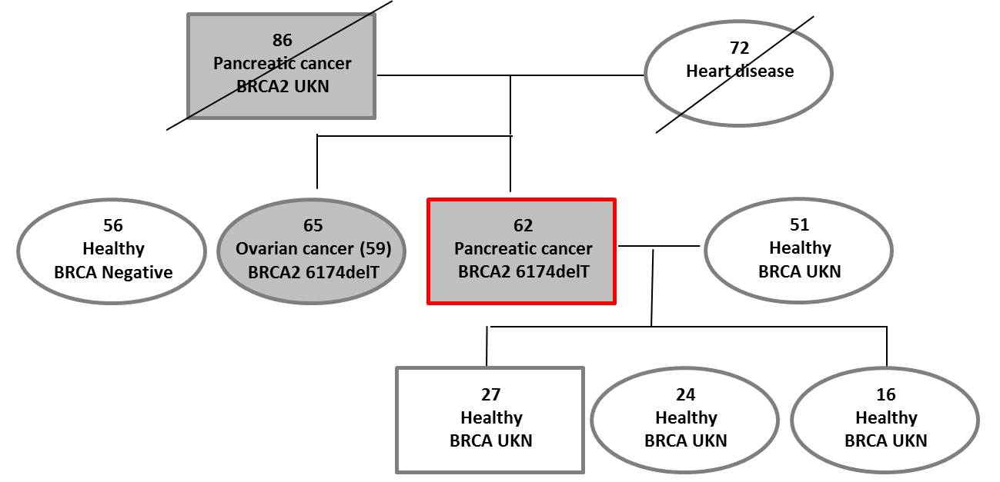 86
Pancreatic cancer
BRCA2 UKN
72
Heart disease
56
Healthy
BRCA Negative
65
Ovarian cancer (59)
BRCA2 6174delT
62
Pancreatic cancer
BRCA2 6174delT
51
Healthy
BRCA UKN
27
Healthy
BRCA UKN
24
Healthy
BRCA UKN
16
Healthy
BRCA UKN